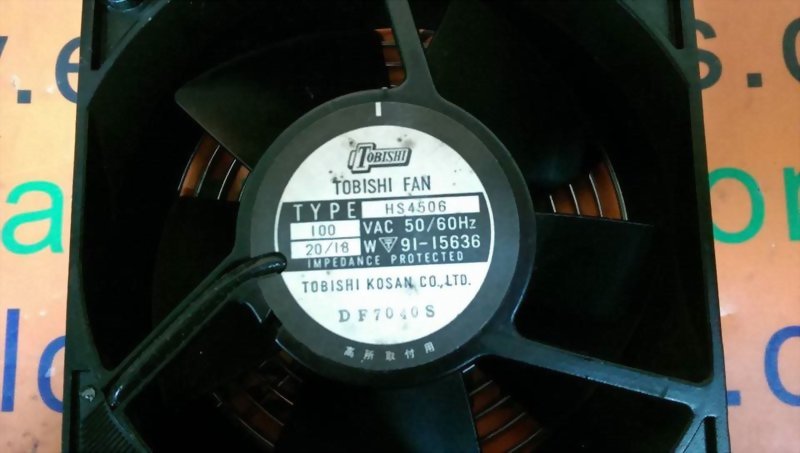 TOBISHI
TOBISHI FAN
TYPE HS4506
100 VAC 50/60Hz
20/18 W 91-15636
IMPEDANCE PROTECTED
TOBISHI KOSAN CO.,LTD.
DF7040S
高所取付用